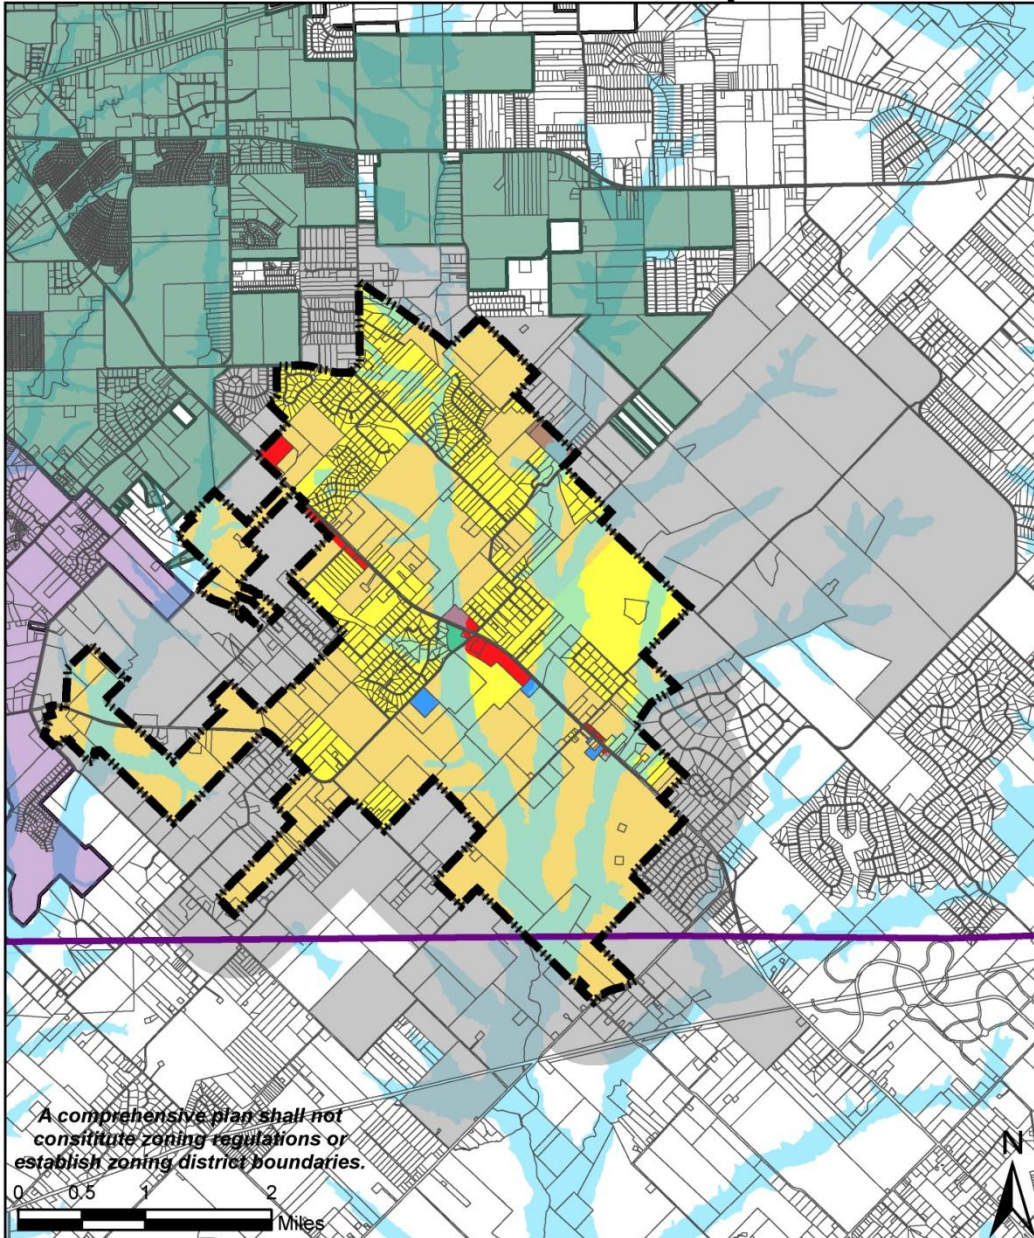 A comprehensive plan shall not
consititute zoning regulations or
establish zoning district boundaries.
N
0 0.5 1 2
Miles